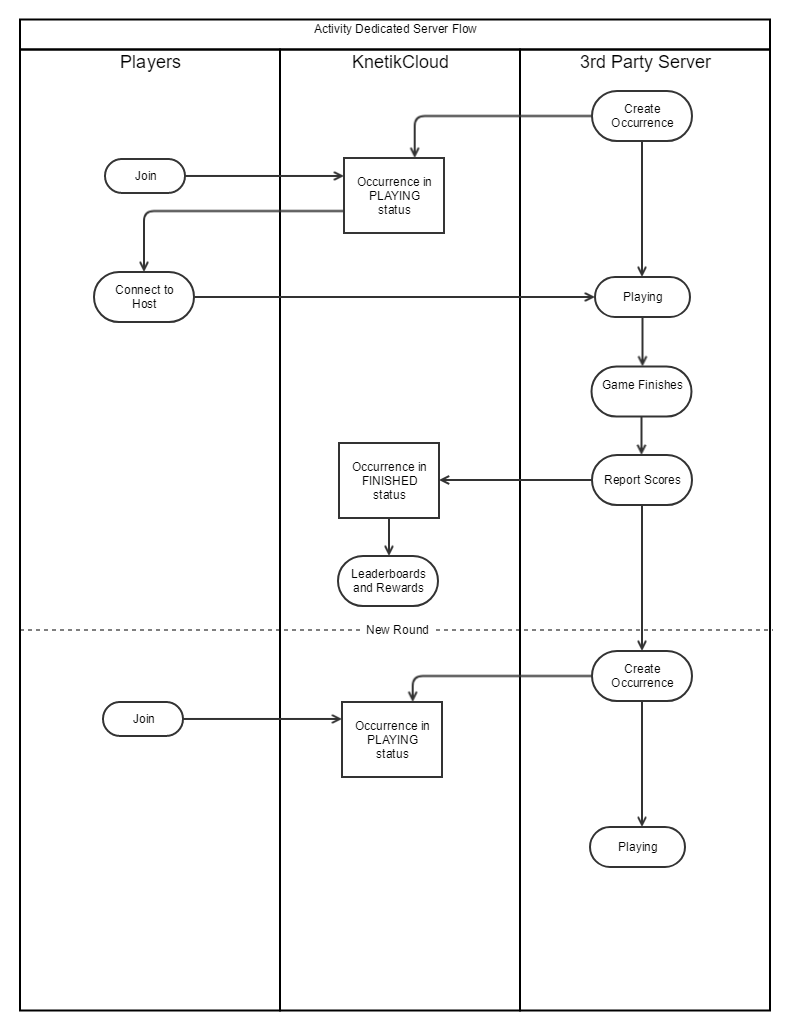 Activity Dedicated Server Flow
Players
KnetikCloud
3rd Party Server
Create
Occurrence
Join
Occurrence in
PLAYING
status
Connect to
Host
Playing
Game Finishes
Occurrence in
FINISHED
status
Report Scores
Leaderboards
and Rewards
New Round
Create
Occurrence
Join
Occurrence in
PLAYING
status
Playing